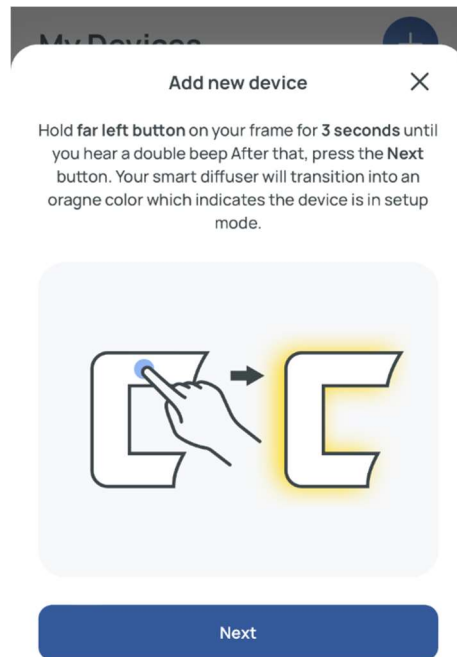 My Devices
Add new device
Hold far left button on your frame for 3 seconds until
you hear a double beep After that, press the Next
button. Your smart diffuser will transition into an
oragne color which indicates the device is in setup
mode.
Next